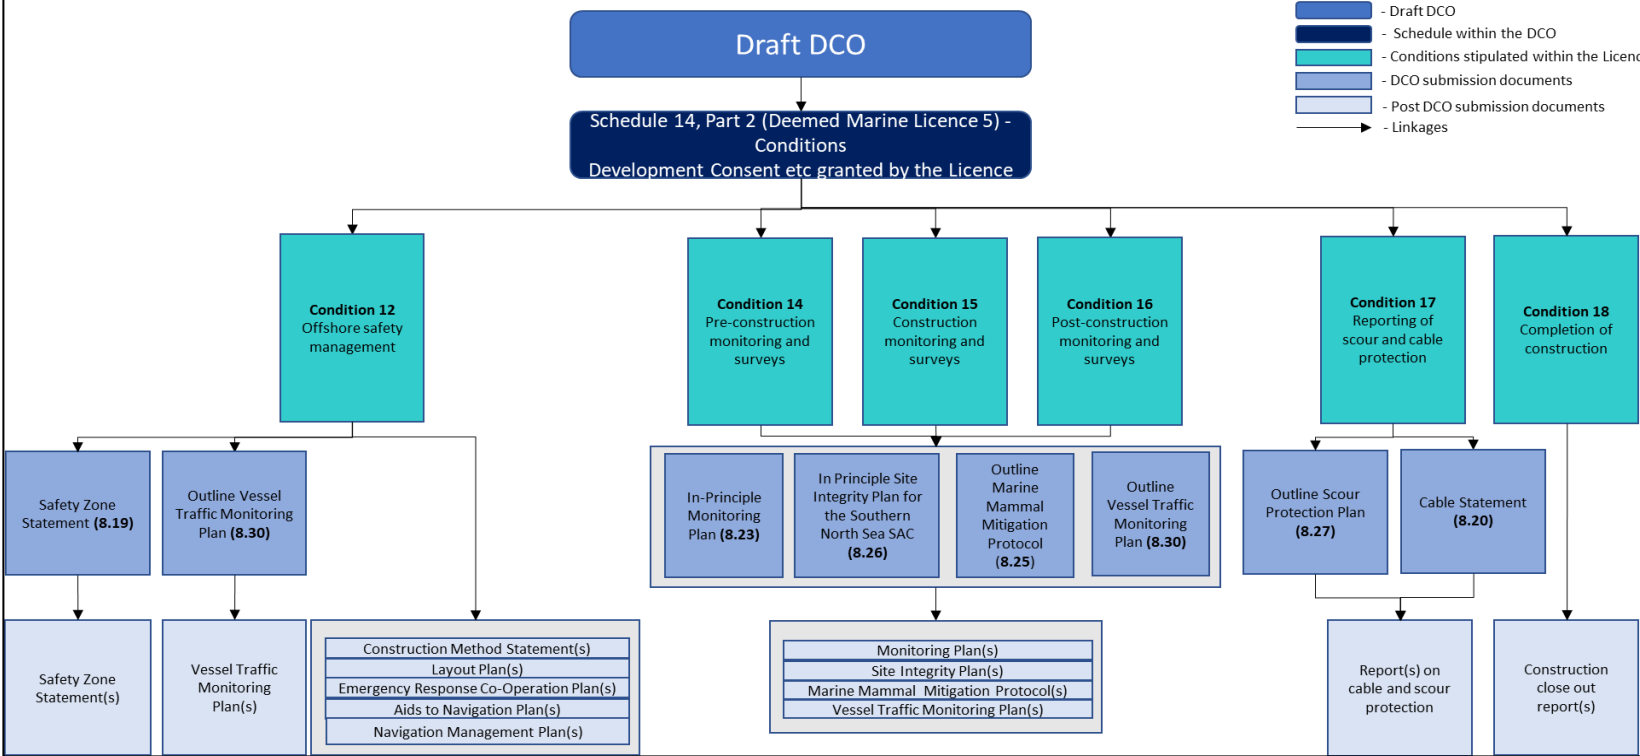 Draft DCO
- Draft DCO
- Schedule within the DCO
- Conditions stipulated within the Licenc
- DCO submission documents
- Post DCO submission documents
- Linkages
Schedule 14, Part 2 (Deemed Marine Licence 5) -
Conditions
Development Consent etc granted by the Licence
Condition 12
Offshore safety
management
Condition 14
Pre-construction
monitoring and
surveys
Condition 15
Construction
monitoring and
surveys
Condition 16
Post-construction
monitoring and
surveys
Condition 17
Reporting of
scour and cable
protection
Condition 18
Completion of
construction
Safety Zone
Statement (8.19)
Outline Vessel
Traffic Monitoring
Plan (8.30)
In-Principle
Monitoring
Plan (8.23)
In Principle Site
Integrity Plan for
the Southern
North Sea SAC
(8.26)
Outline
Marine
Mammal
Mitigation
Protocol
(8.25)
Outline
Vessel Traffic
Monitoring
Plan (8.30)
Outline Scour
Protection Plan
(8.27)
Cable Statement
(8.20)
Safety Zone
Statement(s)
Vessel Traffic
Monitoring
Plan(s)
Construction Method Statement(s)
Layout Plan(s)
Emergency Response Co-Operation Plan(s)
Aids to Navigation Plan(s)
Navigation Management Plan(s)
Monitoring Plan(s)
Site Integrity Plan(s)
Marine Mammal Mitigation Protocol(s)
Vessel Traffic Monitoring Plan(s)
Report(s) on
cable and scour
protection
Construction
close out
report(s)